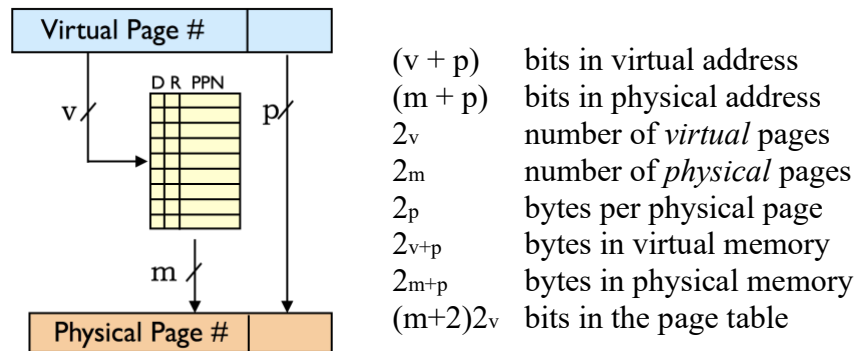 Virtual Page #
D R PPN
v
p
m
Physical Page #
(v + p) bits in virtual address
(m + p) bits in physical address
2v number of virtual pages
2m number of physical pages
2p bytes per physical page
2v+p bytes in virtual memory
2m+p bytes in physical memory
(m+2)2v bits in the page table